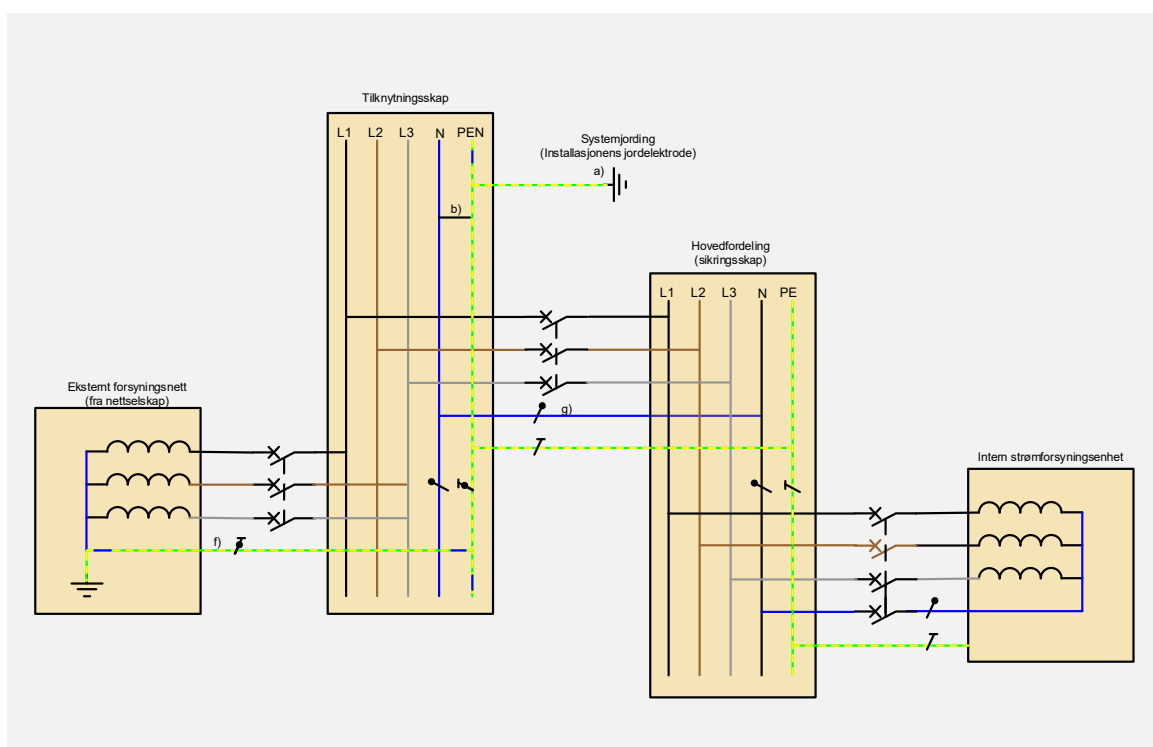 Tilknytningsskap
L1 L2 L3 N PEN
Systemjording
(Installasjonens jordelektrode)
a)
b)
Hovedfordeling
(sikringsskap)
L1 L2 L3 N PE
Eksternt forsyningsnett
(fra nettselskap)
g)
Intern strømforsyningsenhet
f)